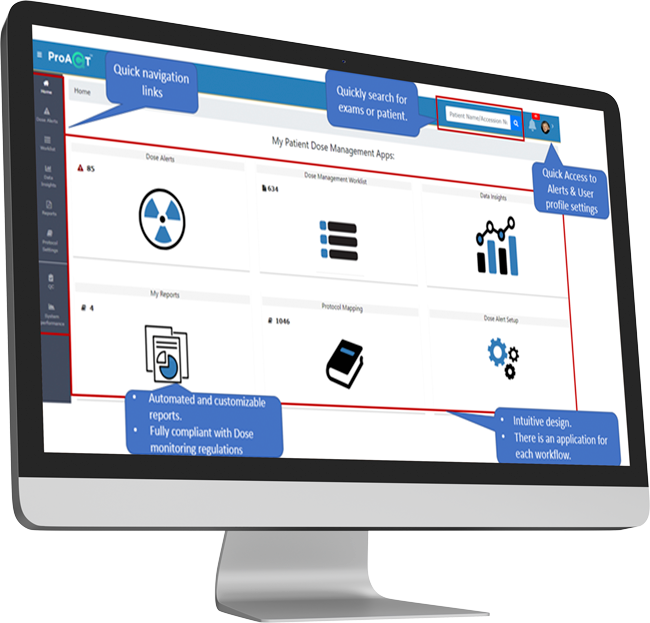 ProACT
Quick navigation
links
Quickly search for
exams or patient.
Patient Name/Accession N
Quick Access to
Alerts & User
profile settings
Home
Home
Dose Alerts
Worklist
Data
Insights
Reports
Protocol
Settings
QC
System
Performance
My Patient Dose Management Apps:
Dose Alerts
85
Dose Management Worklist
634
Data Insights
My Reports
4
Protocol Mapping
1046
Dose Alert Setup
• Automated and customizable
reports.
• Fully compliant with Dose
monitoring regulations
• Intuitive design.
• There is an application for
each workflow.